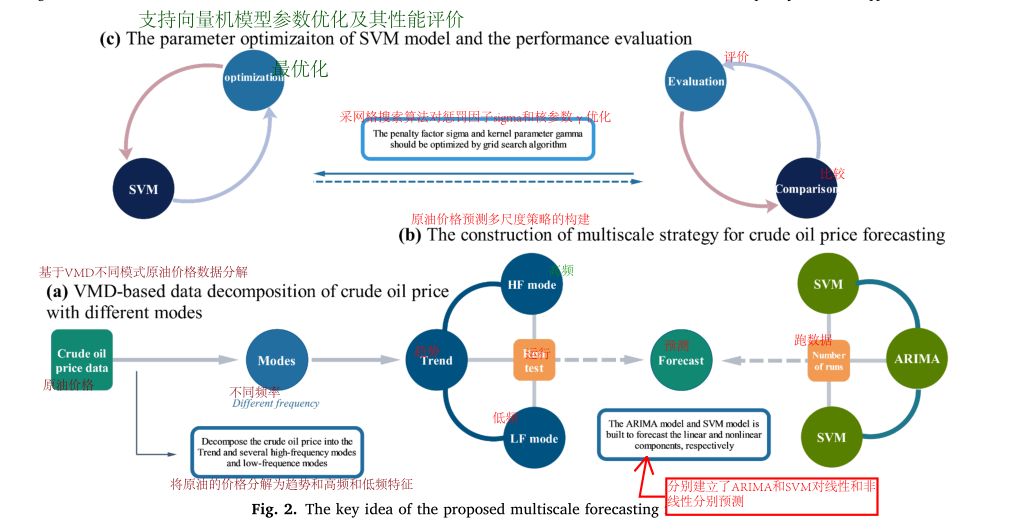 支持向量机模型参数优化及其性能评价
(c) The parameter optimizaiton of SVM model and the performance evaluation
optimization
最优化
SVM
采网格搜索算法对惩罚因子sigma和核参数 γ 优化
The penalty factor sigma and kernel parameter gamma
should be optimized by grid search algorithm
评价
Evaluation
比较
Comparison
原油价格预测多尺度策略的构建
(b) The construction of multiscale strategy for crude oil price forecasting
基于VMD不同模式原油价格数据分解
(a) VMD-based data decomposition of crude oil price
with different modes
Crude oil
price data
原油价格
Modes
不同频率
Different frequency
Decompose the crude oil price into the
Trend and several high-frequency modes
and low-frequence modes
将原油的价格分解为趋势和高频和低频特征
HF mode
Trend
运行
test
低频
LF mode
预测
Forecast
跑数据
Number
of runs
SVM
ARIMA
SVM
The ARIMA model and SVM model is
built to forecast the linear and nonlinear
components, respectively
分别建立了ARIMA和SVM对线性和非
线性分别预测
Fig. 2. The key idea of the proposed multiscale forecasting